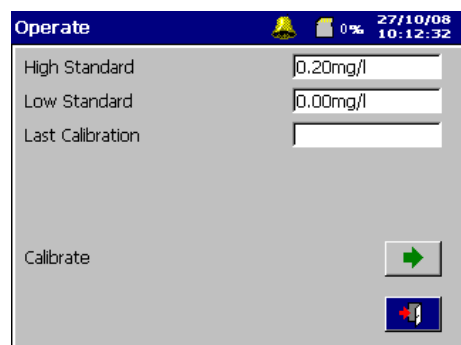 Operate 0% 27/10/08
10:12:32
High Standard 0.20mg/l
Low Standard 0.00mg/l
Last Calibration
Calibrate